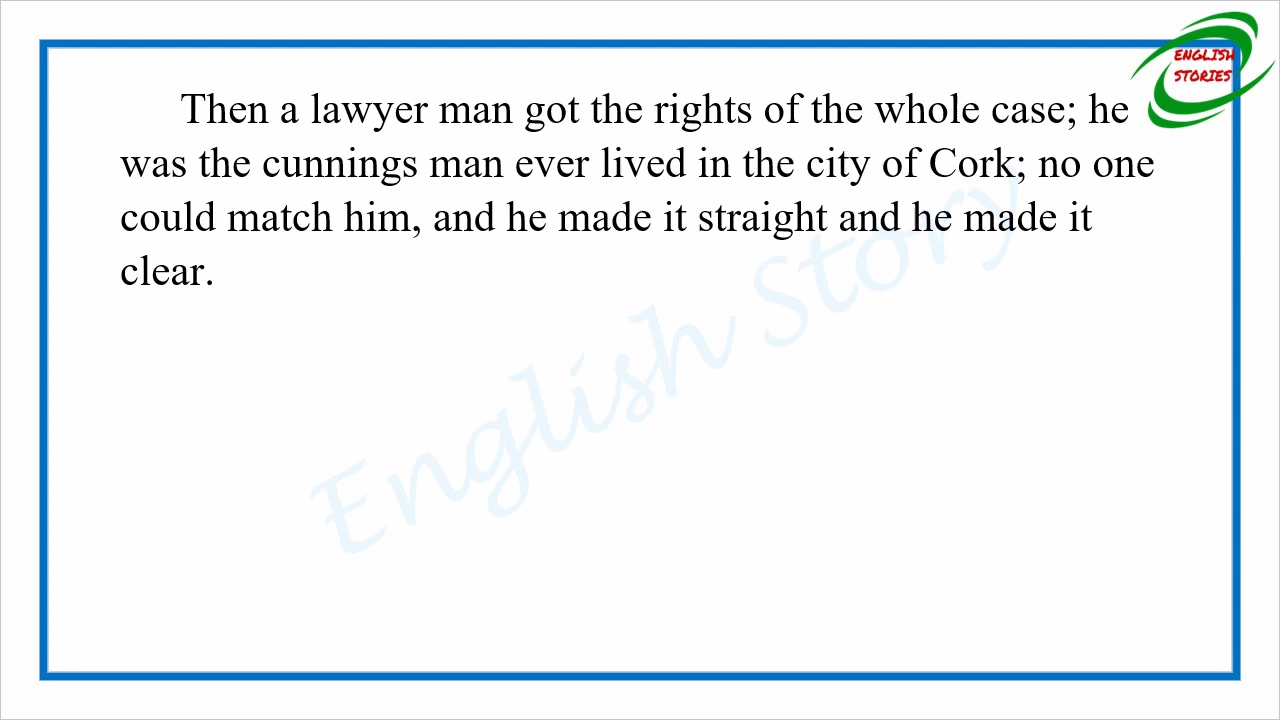 ENGLISH
STORIES
Then a lawyer man got the rights of the whole case; he
was the cunnings man ever lived in the city of Cork; no one
could match him, and he made it straight and he made it
clear.
English Story